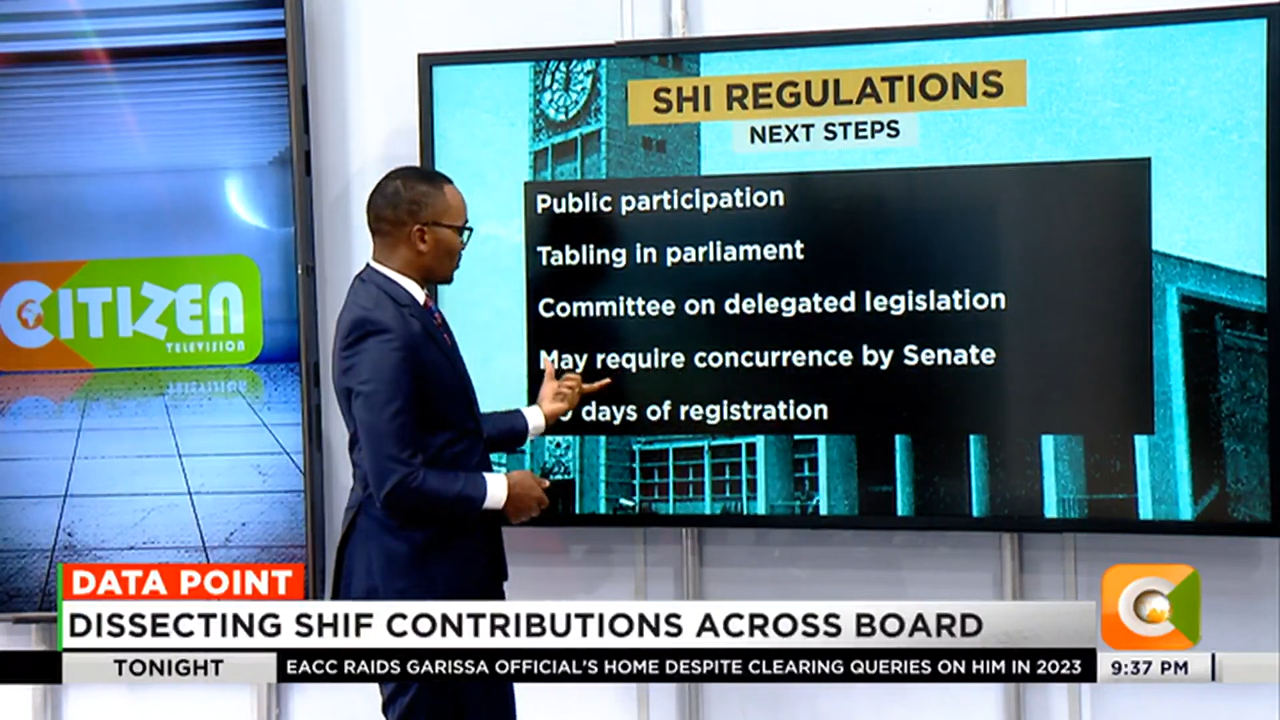 SHI REGULATIONS
NEXT STEPS
Public participation
Tabling in parliament
Committee on delegated legislation
May require concurrence by Senate
days of registration
CITIZEN
TELEVISION
DATA POINT
DISSECTING SHIF CONTRIBUTIONS ACROSS BOARD
TONIGHT
EACC RAIDS GARISSA OFFICIAL'S HOME DESPITE CLEARING QUERIES ON HIM IN 2023
9:37 PM